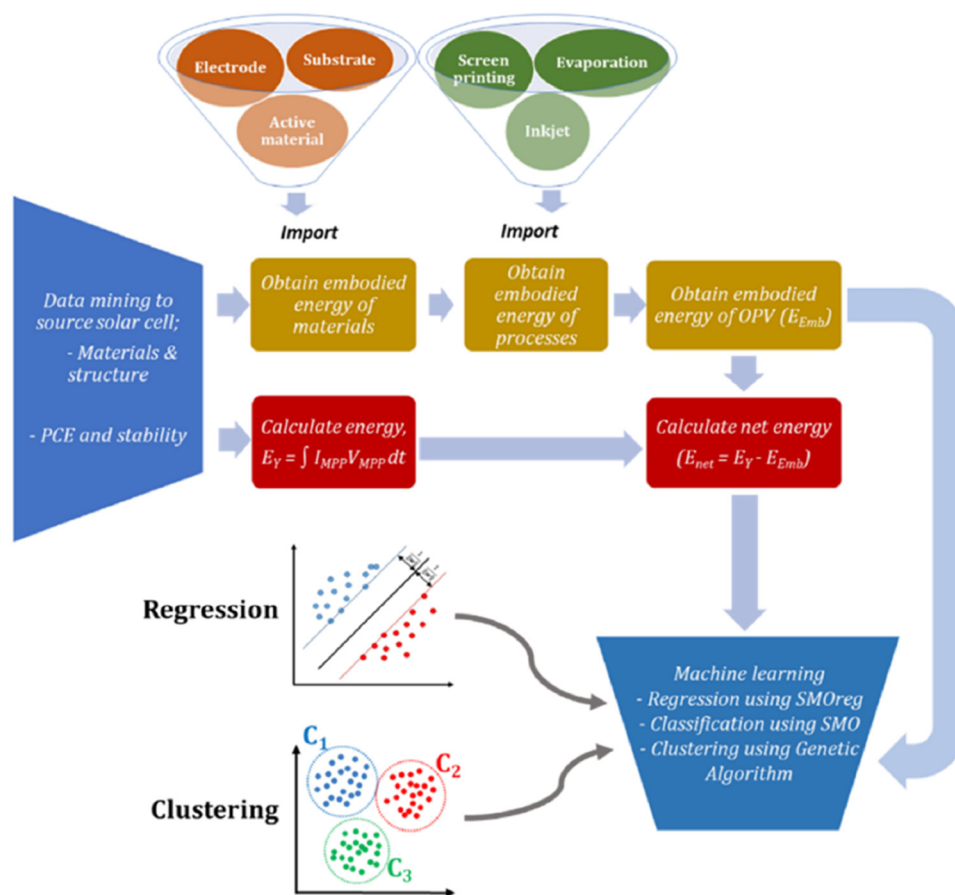 Electrode
Substrate
Active
material
Screen
printing
Evaporation
Inkjet
Import
Import
Data mining to
source solar cell;
- Materials &
structure
- PCE and stability
Obtain embodied
energy of
materials
Obtain
embodied
energy of
processes
Obtain embodied
energy of OPV (E_Emb)
Calculate energy,
E_Y = ∫ I_MPP V_MPP dt
Calculate net energy
(E_net = E_Y - E_Emb)
Regression
Clustering
C₁
C₂
C₃
Machine learning
- Regression using SMOreg
- Classification using SMO
- Clustering using Genetic
Algorithm